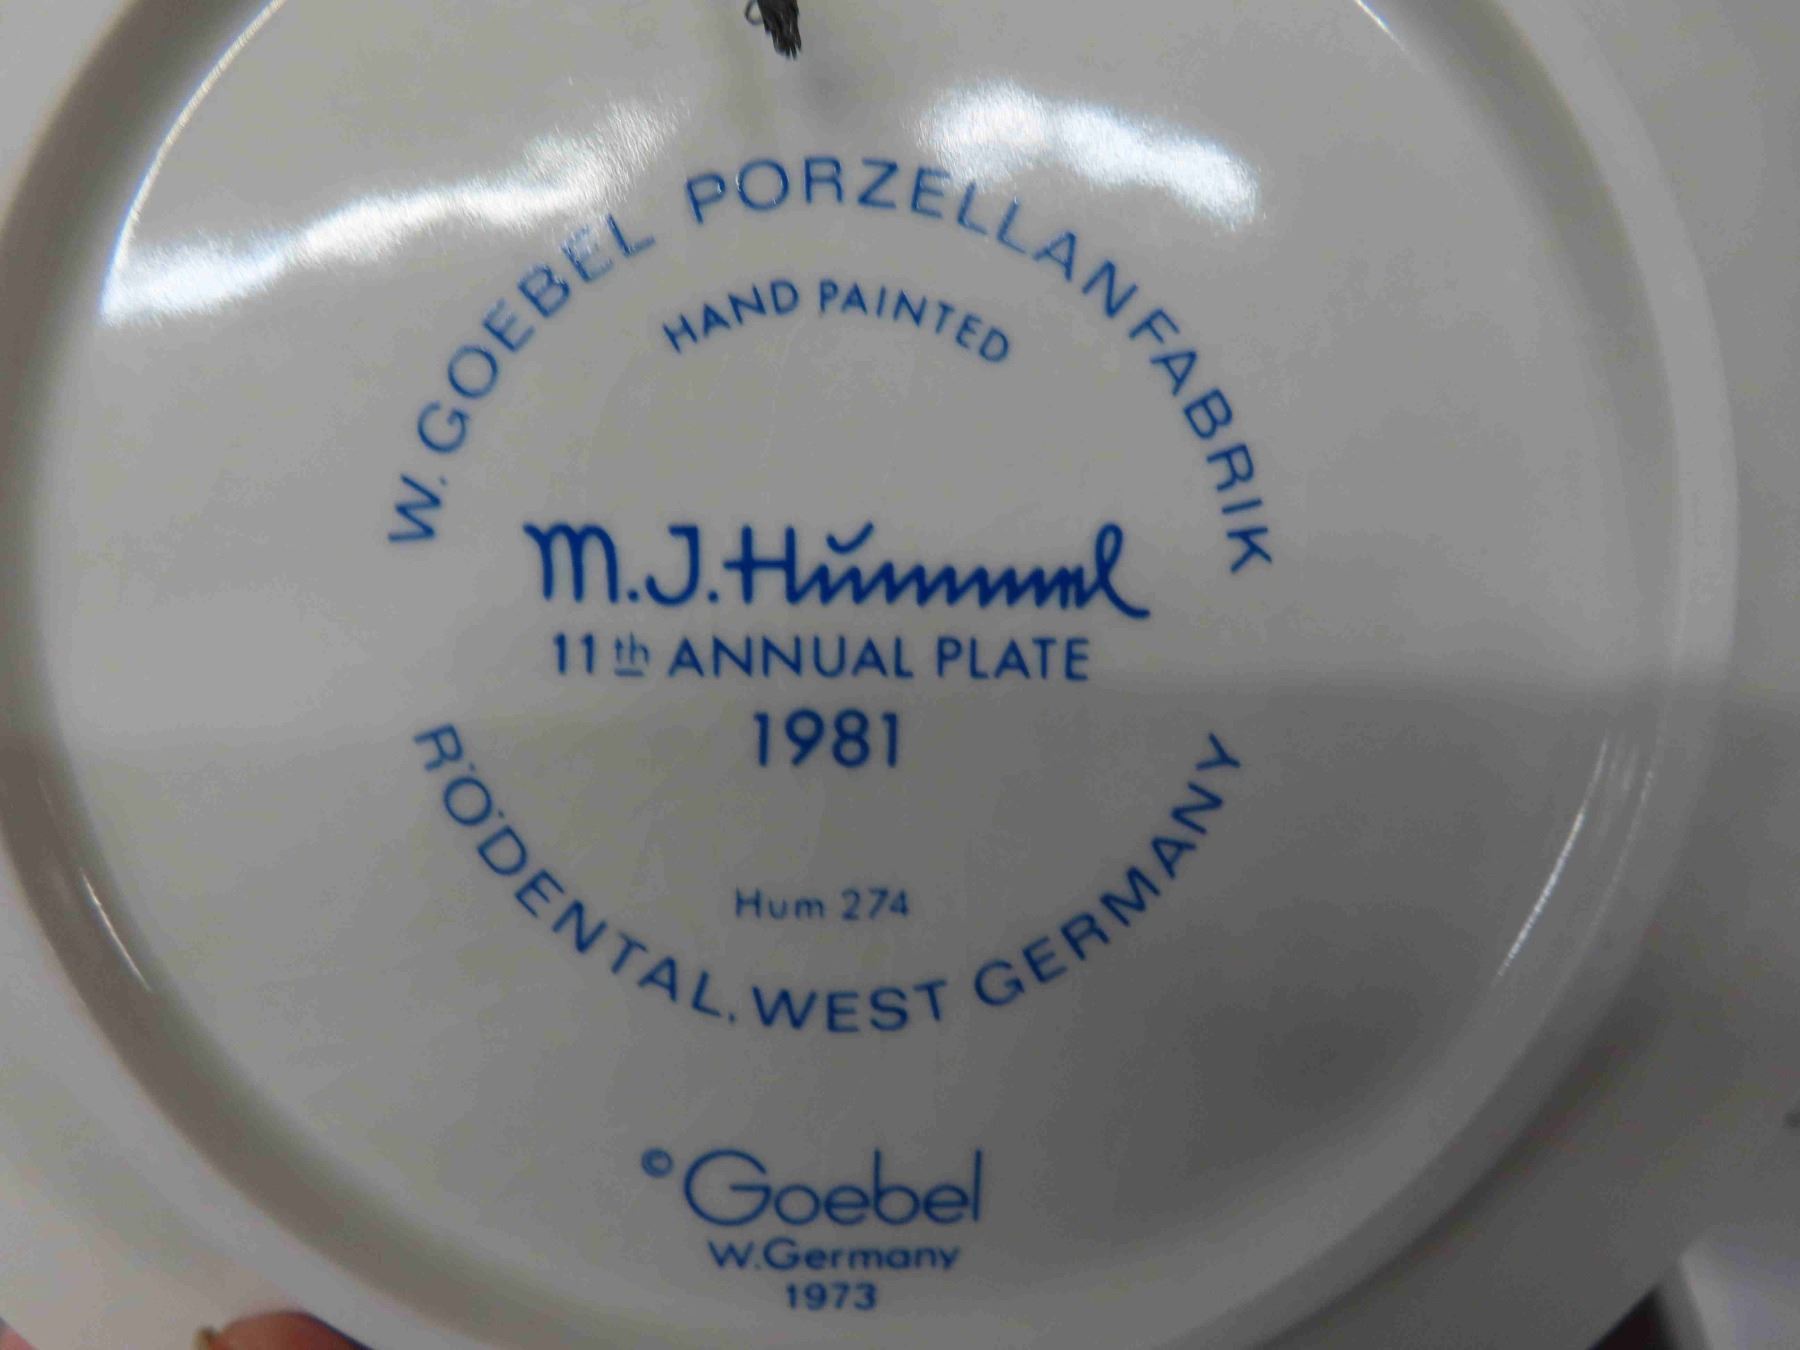 W. GOEBEL PORZELLANFABRIK
HAND PAINTED
M.J.Hummel
11th ANNUAL PLATE
1981
Hum 274
RÖDENTAL, WEST GERMANY
©Goebel
W.Germany
1973